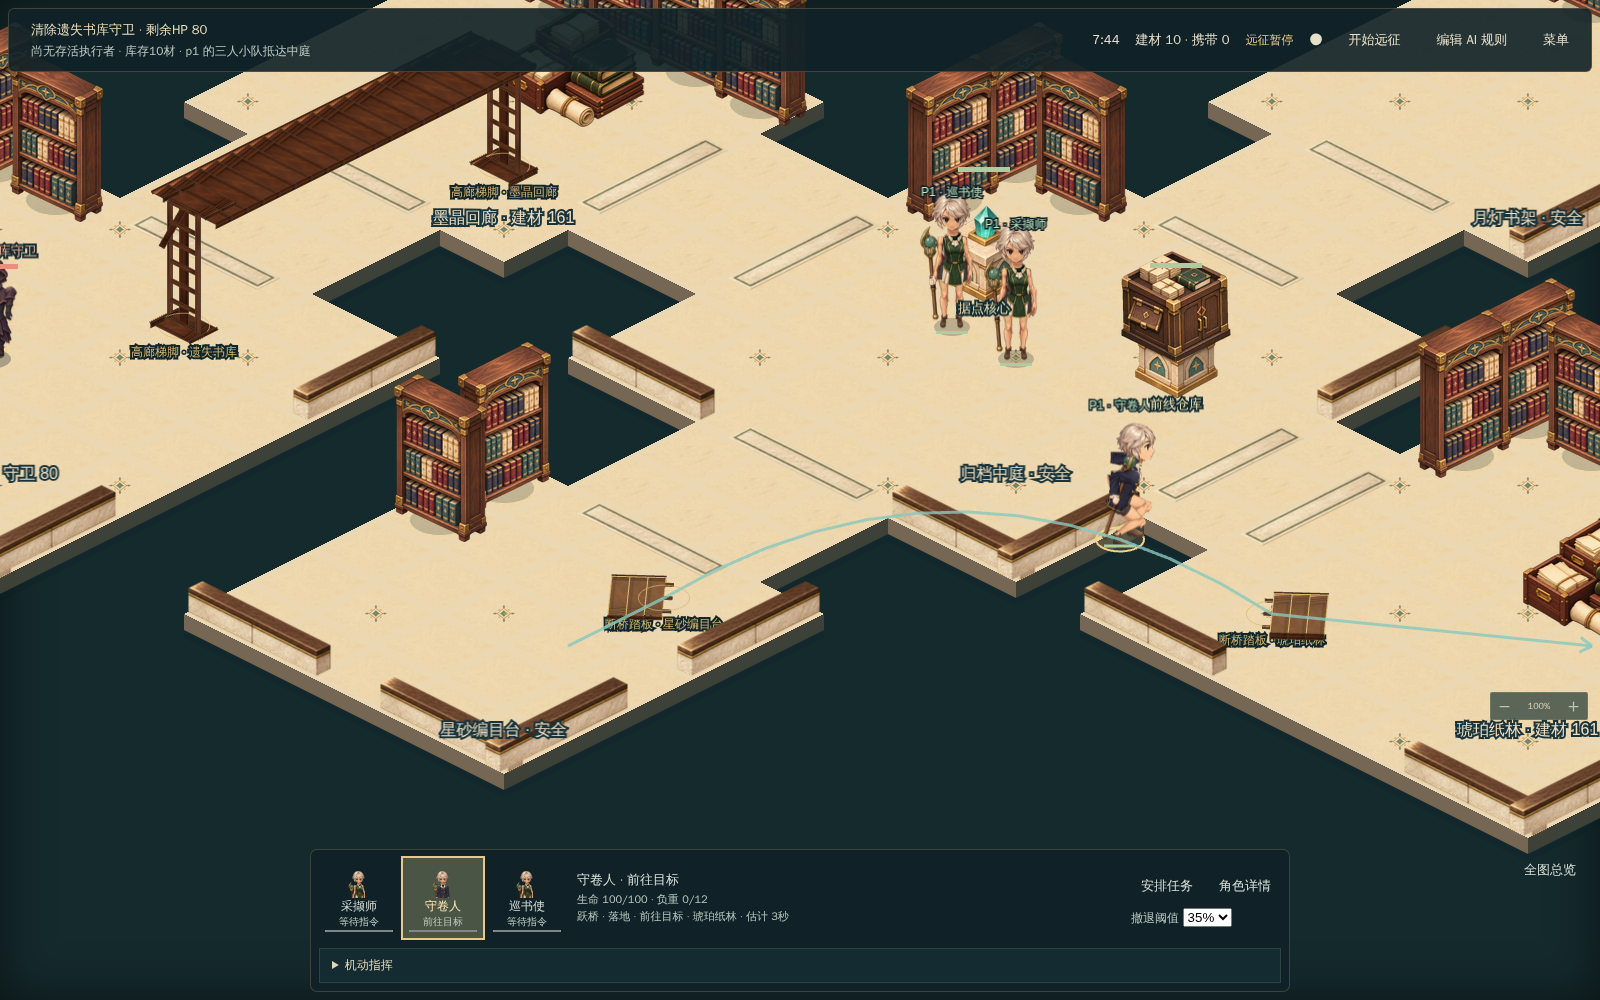 清除遗失书库守卫 · 剩余HP 80
尚无存活执行者 · 库存10材 · p1 的三人小队抵达中庭
7:44 建材 10 · 携带 0 远征暂停 开始远征 编辑 AI 规则 菜单
高廊梯脚 · 墨晶回廊
墨晶回廊 · 建材 161
P1 · 巡书使
P1 · 采撷师
月灯书架 · 安全
库守卫
据点核心
高廊梯脚 · 遗失书库
P1 · 守卷人
前线仓库
守卫 80
归档中庭 · 安全
断桥踏板 · 星砂编目台
断桥踏板 · 琥珀纸林
100%
星砂编目台 · 安全
琥珀纸林 · 建材 161
全图总览
采撷师
等待指令
守卷人
前往目标
巡书使
等待指令
守卷人 · 前往目标
生命 100/100 · 负重 0/12
跃桥 · 落地 · 前往目标 · 琥珀纸林 · 估计 3秒
安排任务 角色详情
撤退阈值 35%
机动指挥